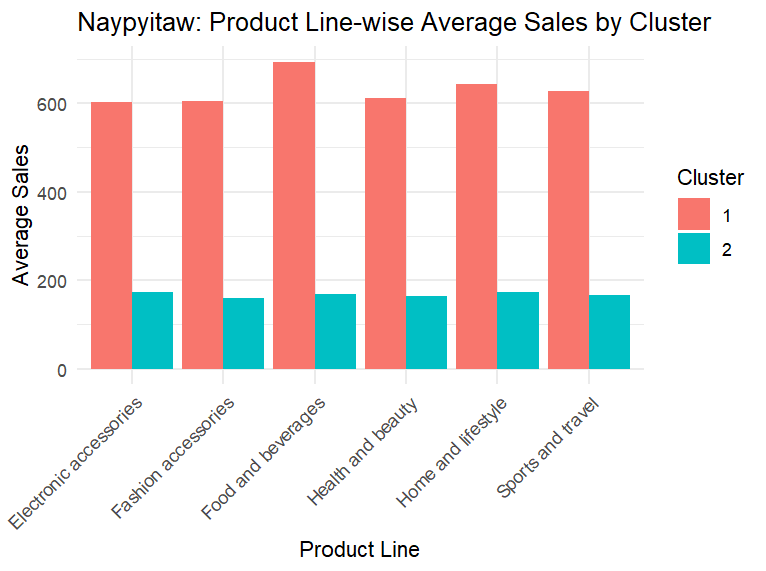 Naypyitaw: Product Line-wise Average Sales by Cluster
Average Sales
600
400
200
0
Electronic accessories
Fashion accessories
Food and beverages
Health and beauty
Home and lifestyle
Sports and travel
Product Line
Cluster
1
2